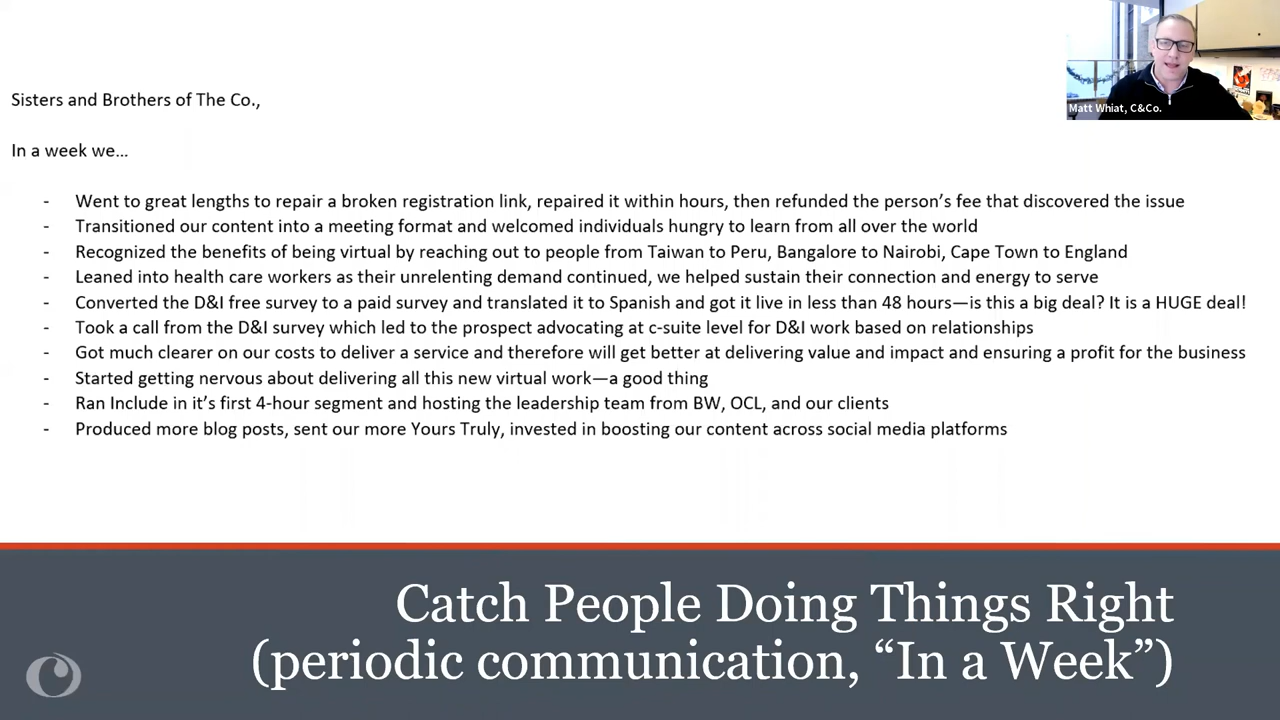 Matt Whiat, C&Co.
Sisters and Brothers of The Co.,
In a week we…
- Went to great lengths to repair a broken registration link, repaired it within hours, then refunded the person’s fee that discovered the issue
- Transitioned our content into a meeting format and welcomed individuals hungry to learn from all over the world
- Recognized the benefits of being virtual by reaching out to people from Taiwan to Peru, Bangalore to Nairobi, Cape Town to England
- Leaned into health care workers as their unrelenting demand continued, we helped sustain their connection and energy to serve
- Converted the D&I free survey to a paid survey and translated it to Spanish and got it live in less than 48 hours—is this a big deal? It is a HUGE deal!
- Took a call from the D&I survey which led to the prospect advocating at c-suite level for D&I work based on relationships
- Got much clearer on our costs to deliver a service and therefore will get better at delivering value and impact and ensuring a profit for the business
- Started getting nervous about delivering all this new virtual work—a good thing
- Ran Include in it’s first 4-hour segment and hosting the leadership team from BW, OCL, and our clients
- Produced more blog posts, sent our more Yours Truly, invested in boosting our content across social media platforms
Catch People Doing Things Right
(periodic communication, “In a Week”)